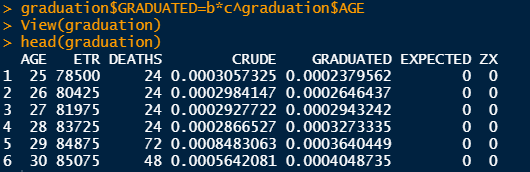 > graduation$GRADUATED=b*c^graduation$AGE
> View(graduation)
> head(graduation)
AGE ETR DEATHS CRUDE GRADUATED EXPECTED ZX
1 25 78500 24 0.0003057325 0.0002379562 0 0
2 26 80425 24 0.0002984147 0.0002646437 0 0
3 27 81975 24 0.0002927722 0.0002943242 0 0
4 28 83725 24 0.0002866527 0.0003273335 0 0
5 29 84875 72 0.0008483063 0.0003640449 0 0
6 30 85075 48 0.0005642081 0.0004048735 0 0